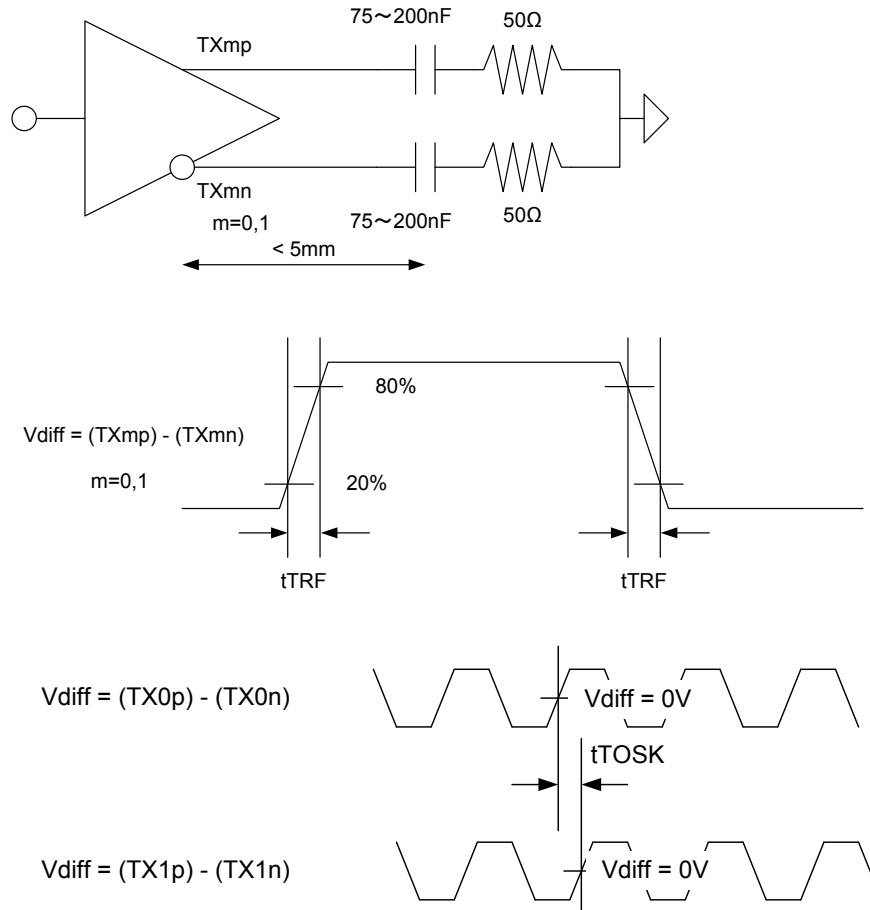 75～200nF
50Ω
TXmp
TXmn
m=0,1
75～200nF
50Ω
< 5mm
80%
Vdiff = (TXmp) - (TXmn)
m=0,1
20%
tTRF
tTRF
Vdiff = (TX0p) - (TX0n)
Vdiff = 0V
tTOSK
Vdiff = (TX1p) - (TX1n)
Vdiff = 0V